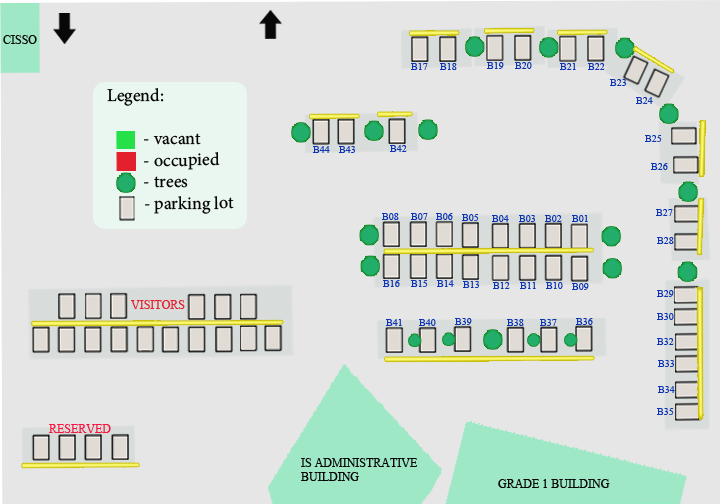 CISSO
Legend:
- vacant
- occupied
- trees
- parking lot
B17 B18 B19 B20 B21 B22
B23
B24
B25
B26
B27
B28
B29
B30
B32
B33
B34
B35
B44 B43 B42
B08 B07 B06 B05 B04 B03 B02 B01
B16 B15 B14 B13 B12 B11 B10 B09
B41 B40 B39 B38 B37 B36
VISITORS
RESERVED
IS ADMINISTRATIVE
BUILDING
GRADE 1 BUILDING